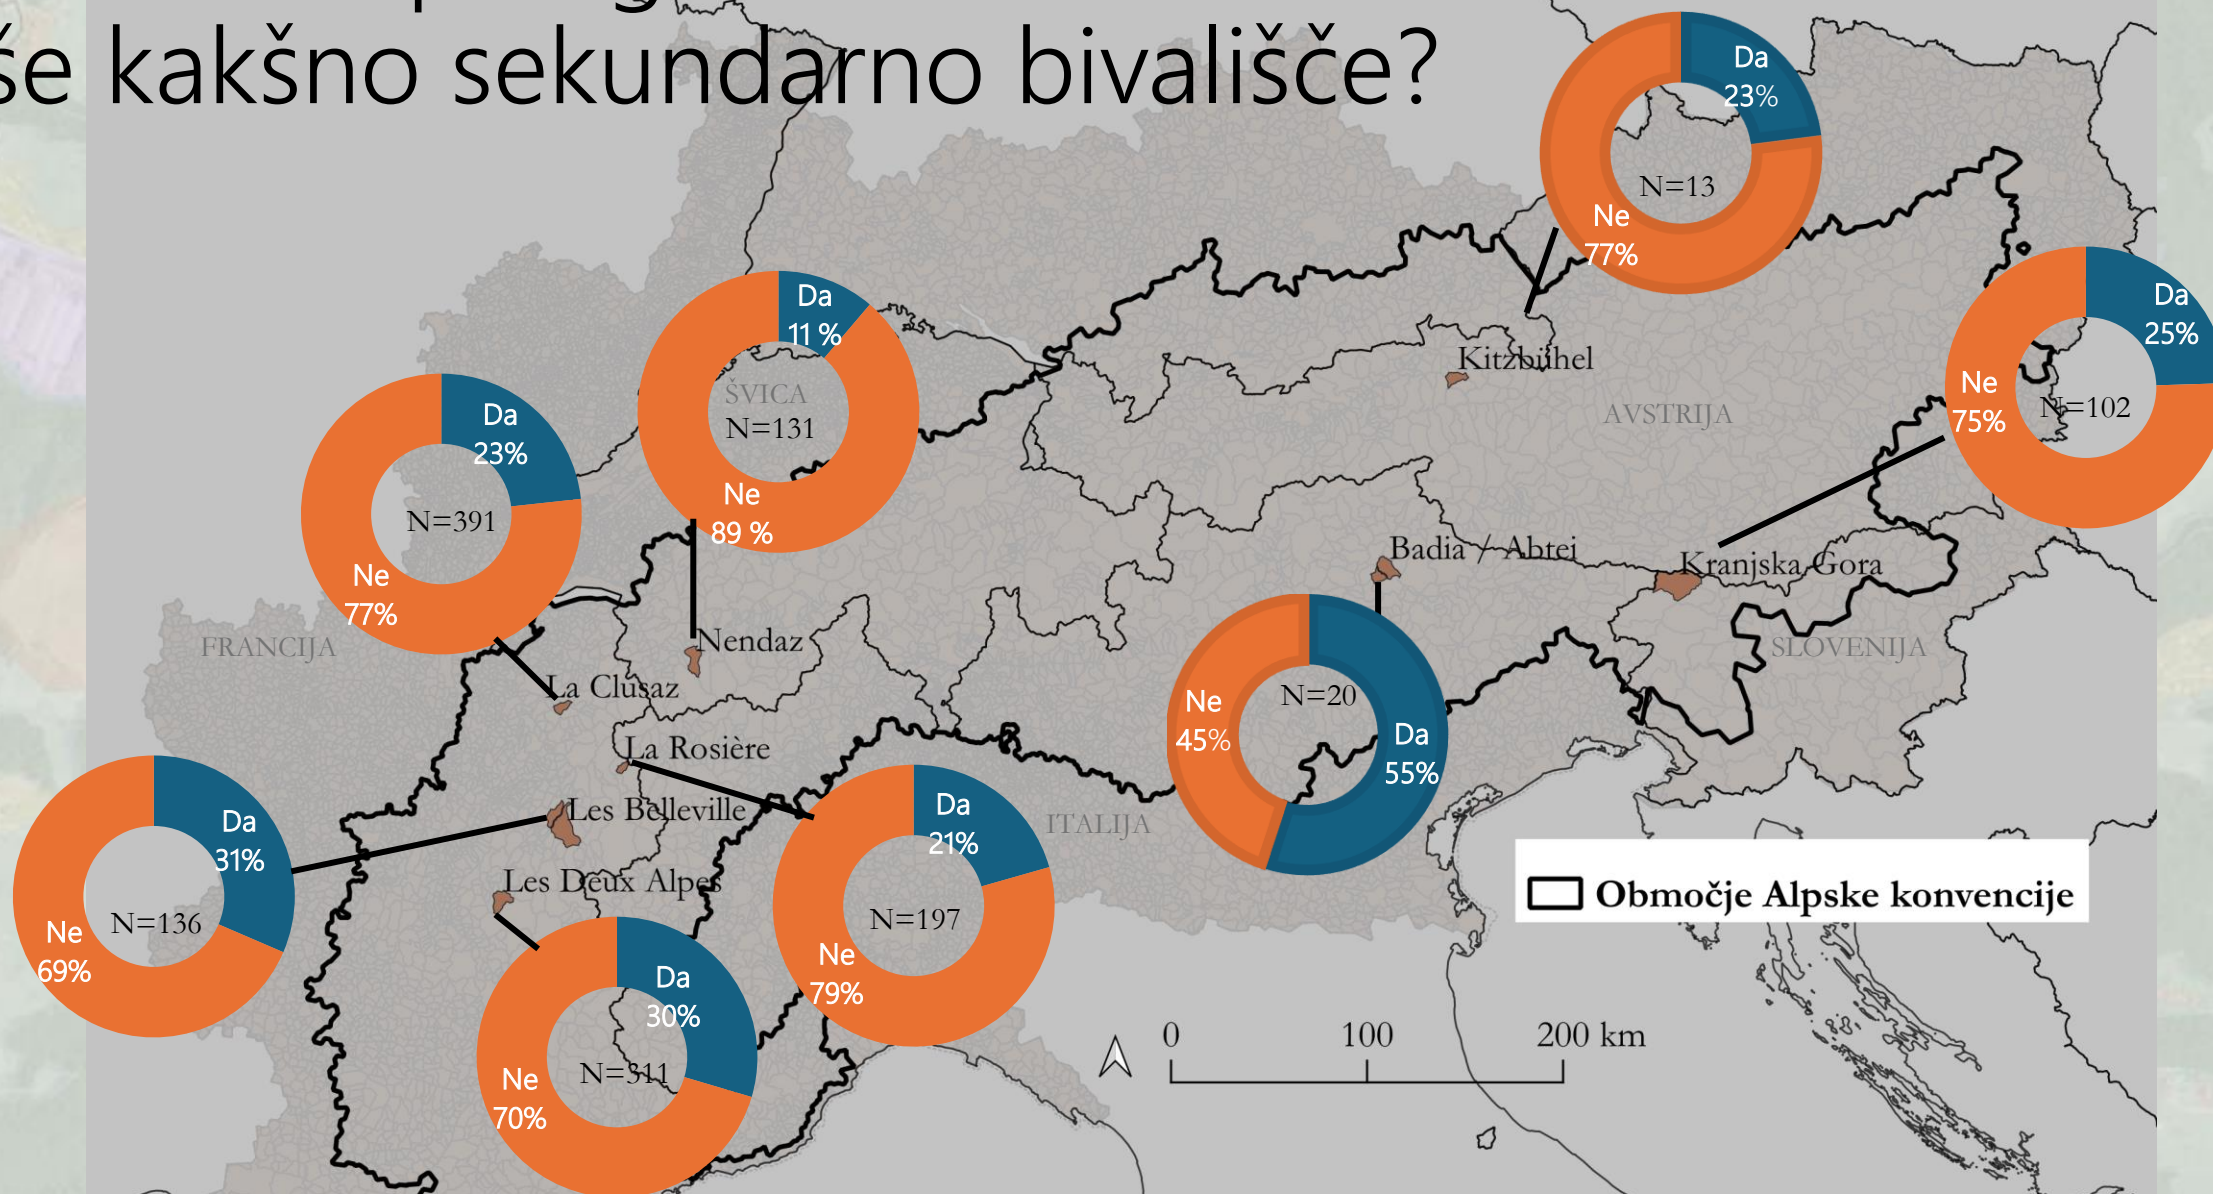 še kakšno sekundarno bivališče?
Da
23%
N=13
Ne
77%
Da
11 %
ŠVICA
N=131
Ne
89 %
Da
25%
Ne
75%
N=102
Kitzbühel
AVSTRIJA
Da
23%
N=391
Ne
77%
Badia / Abtei
Kranjska Gora
FRANCIJA
Nendaz
SLOVENIJA
La Clusaz
N=20
Ne
45%
Da
55%
La Rosière
Les Belleville
ITALIJA
Da
31%
N=136
Ne
69%
Da
21%
N=197
Ne
79%
Les Deux Alpes
Območje Alpske konvencije
Da
30%
N=311
Ne
70%
0 100 200 km